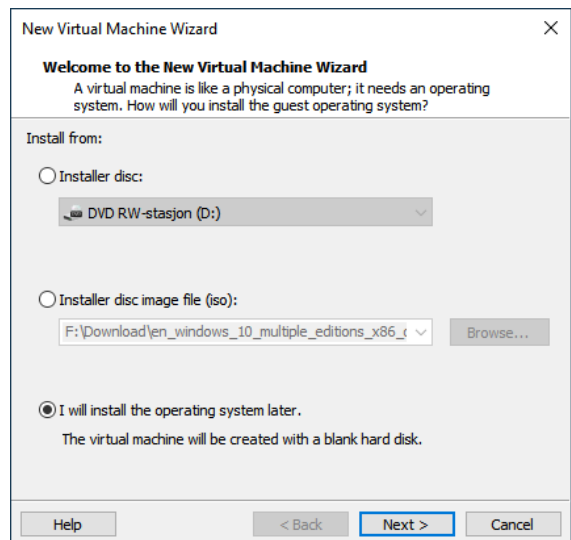 New Virtual Machine Wizard
Welcome to the New Virtual Machine Wizard
A virtual machine is like a physical computer; it needs an operating
system. How will you install the guest operating system?
Install from:
Installer disc:
DVD RW-stasjon (D:)
Installer disc image file (iso):
F:\Download\en_windows_10_multiple_editions_x86_c Browse...
I will install the operating system later.
The virtual machine will be created with a blank hard disk.
Help < Back Next > Cancel